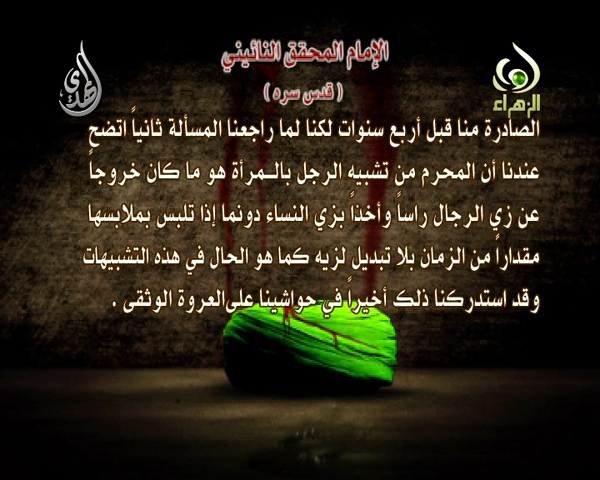 الإمام المحقق النائيني
( قدس سره )
الهدى
الزهراء
الصادرة منا قبل أربع سنوات لكنا لما راجعنا المسألة ثانياً اتضح
عندنا أن المحرم من تشبيه الرجل بالـمرأة هو ما كان خروجاً
عن زي الرجال راساً وأخذاً بزي النساء دونما إذا تلبس بملابسها
مقداراً من الزمان بلا تبديل لزيه كما هو الحال في هذه التشبيهات
وقد استدركنا ذلك أخيراً في حواشينا على العروة الوثقى .